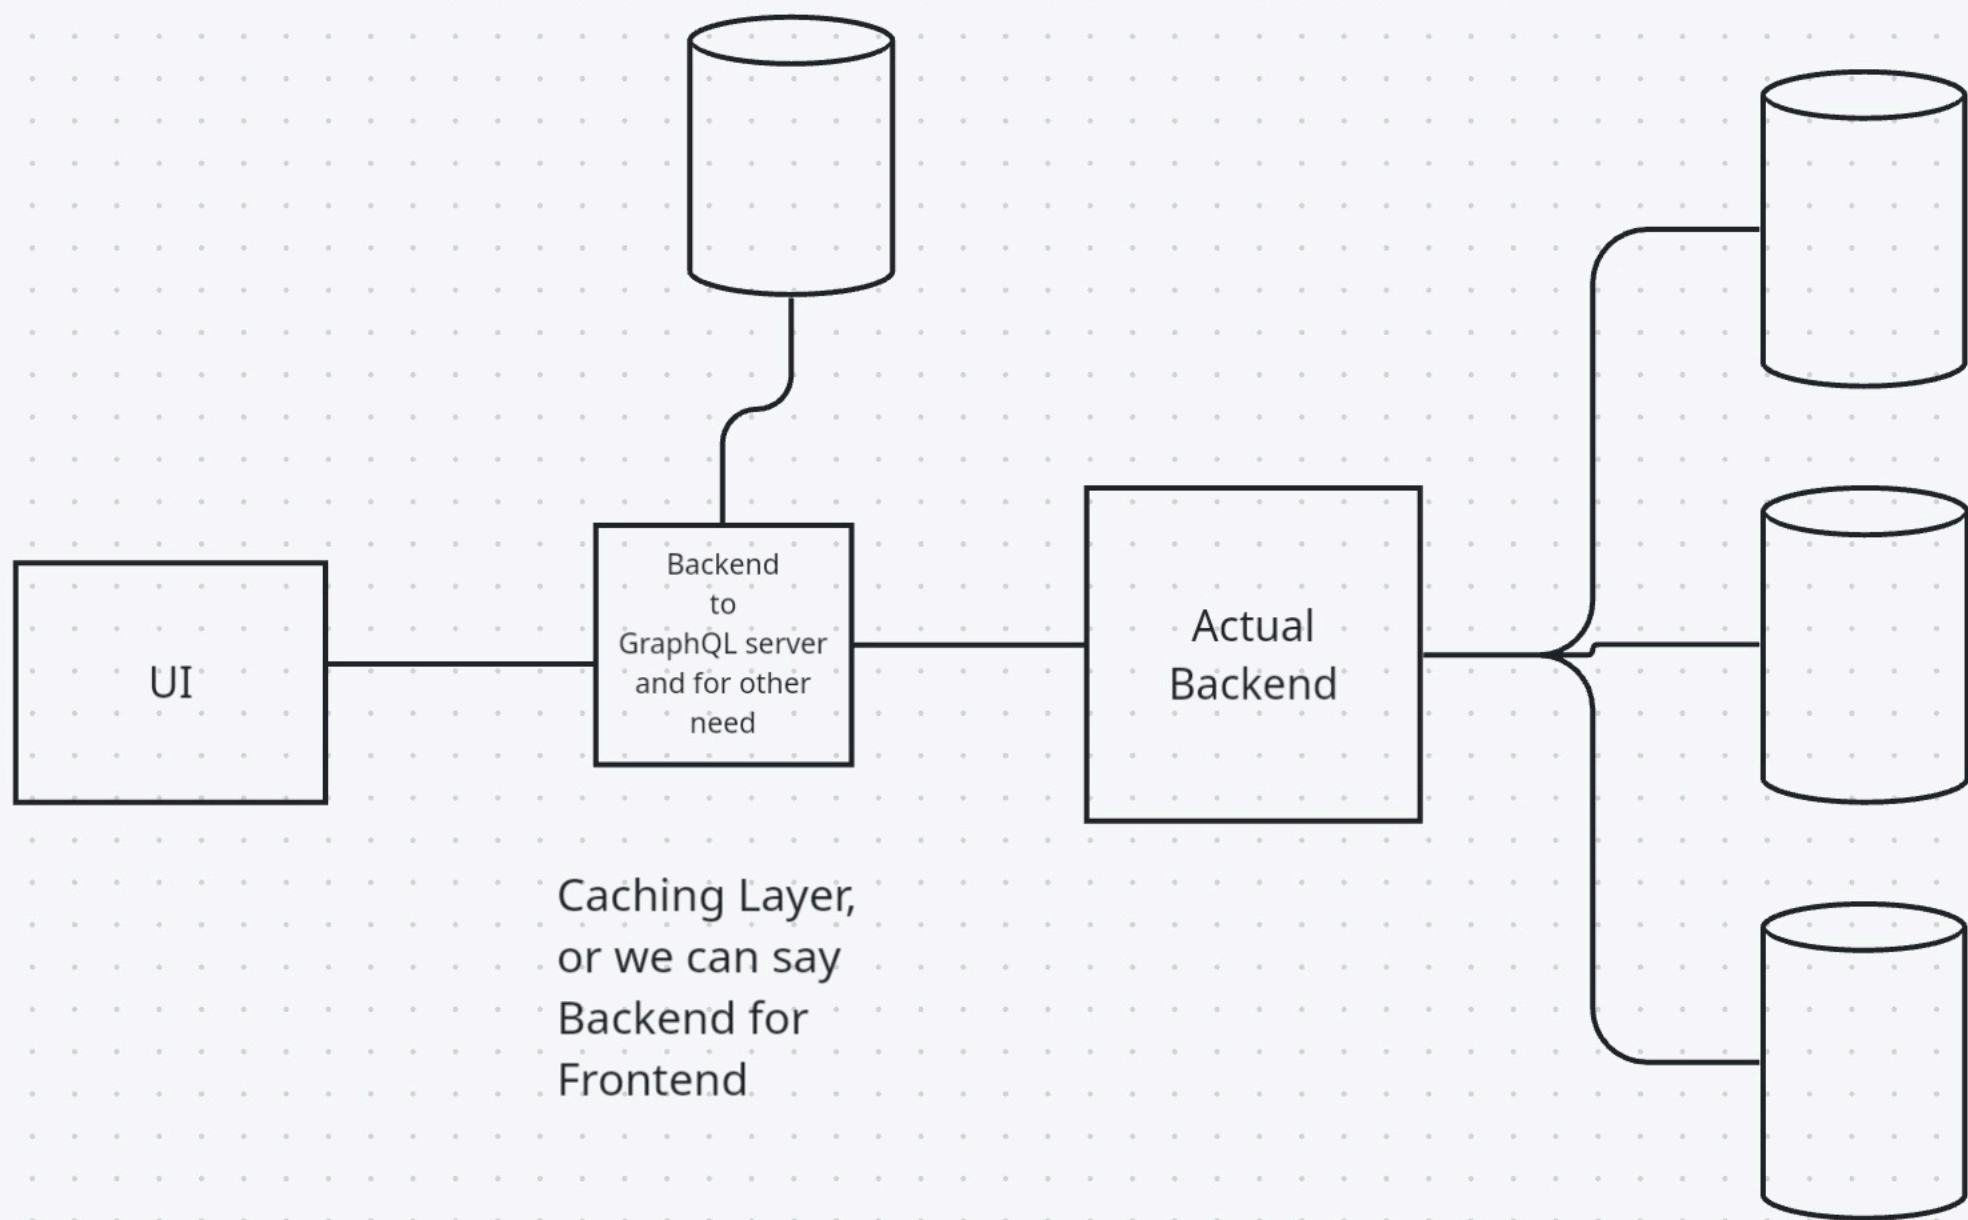 UI
Backend
to
GraphQL server
and for other
need
Actual
Backend
Caching Layer,
or we can say
Backend for
Frontend